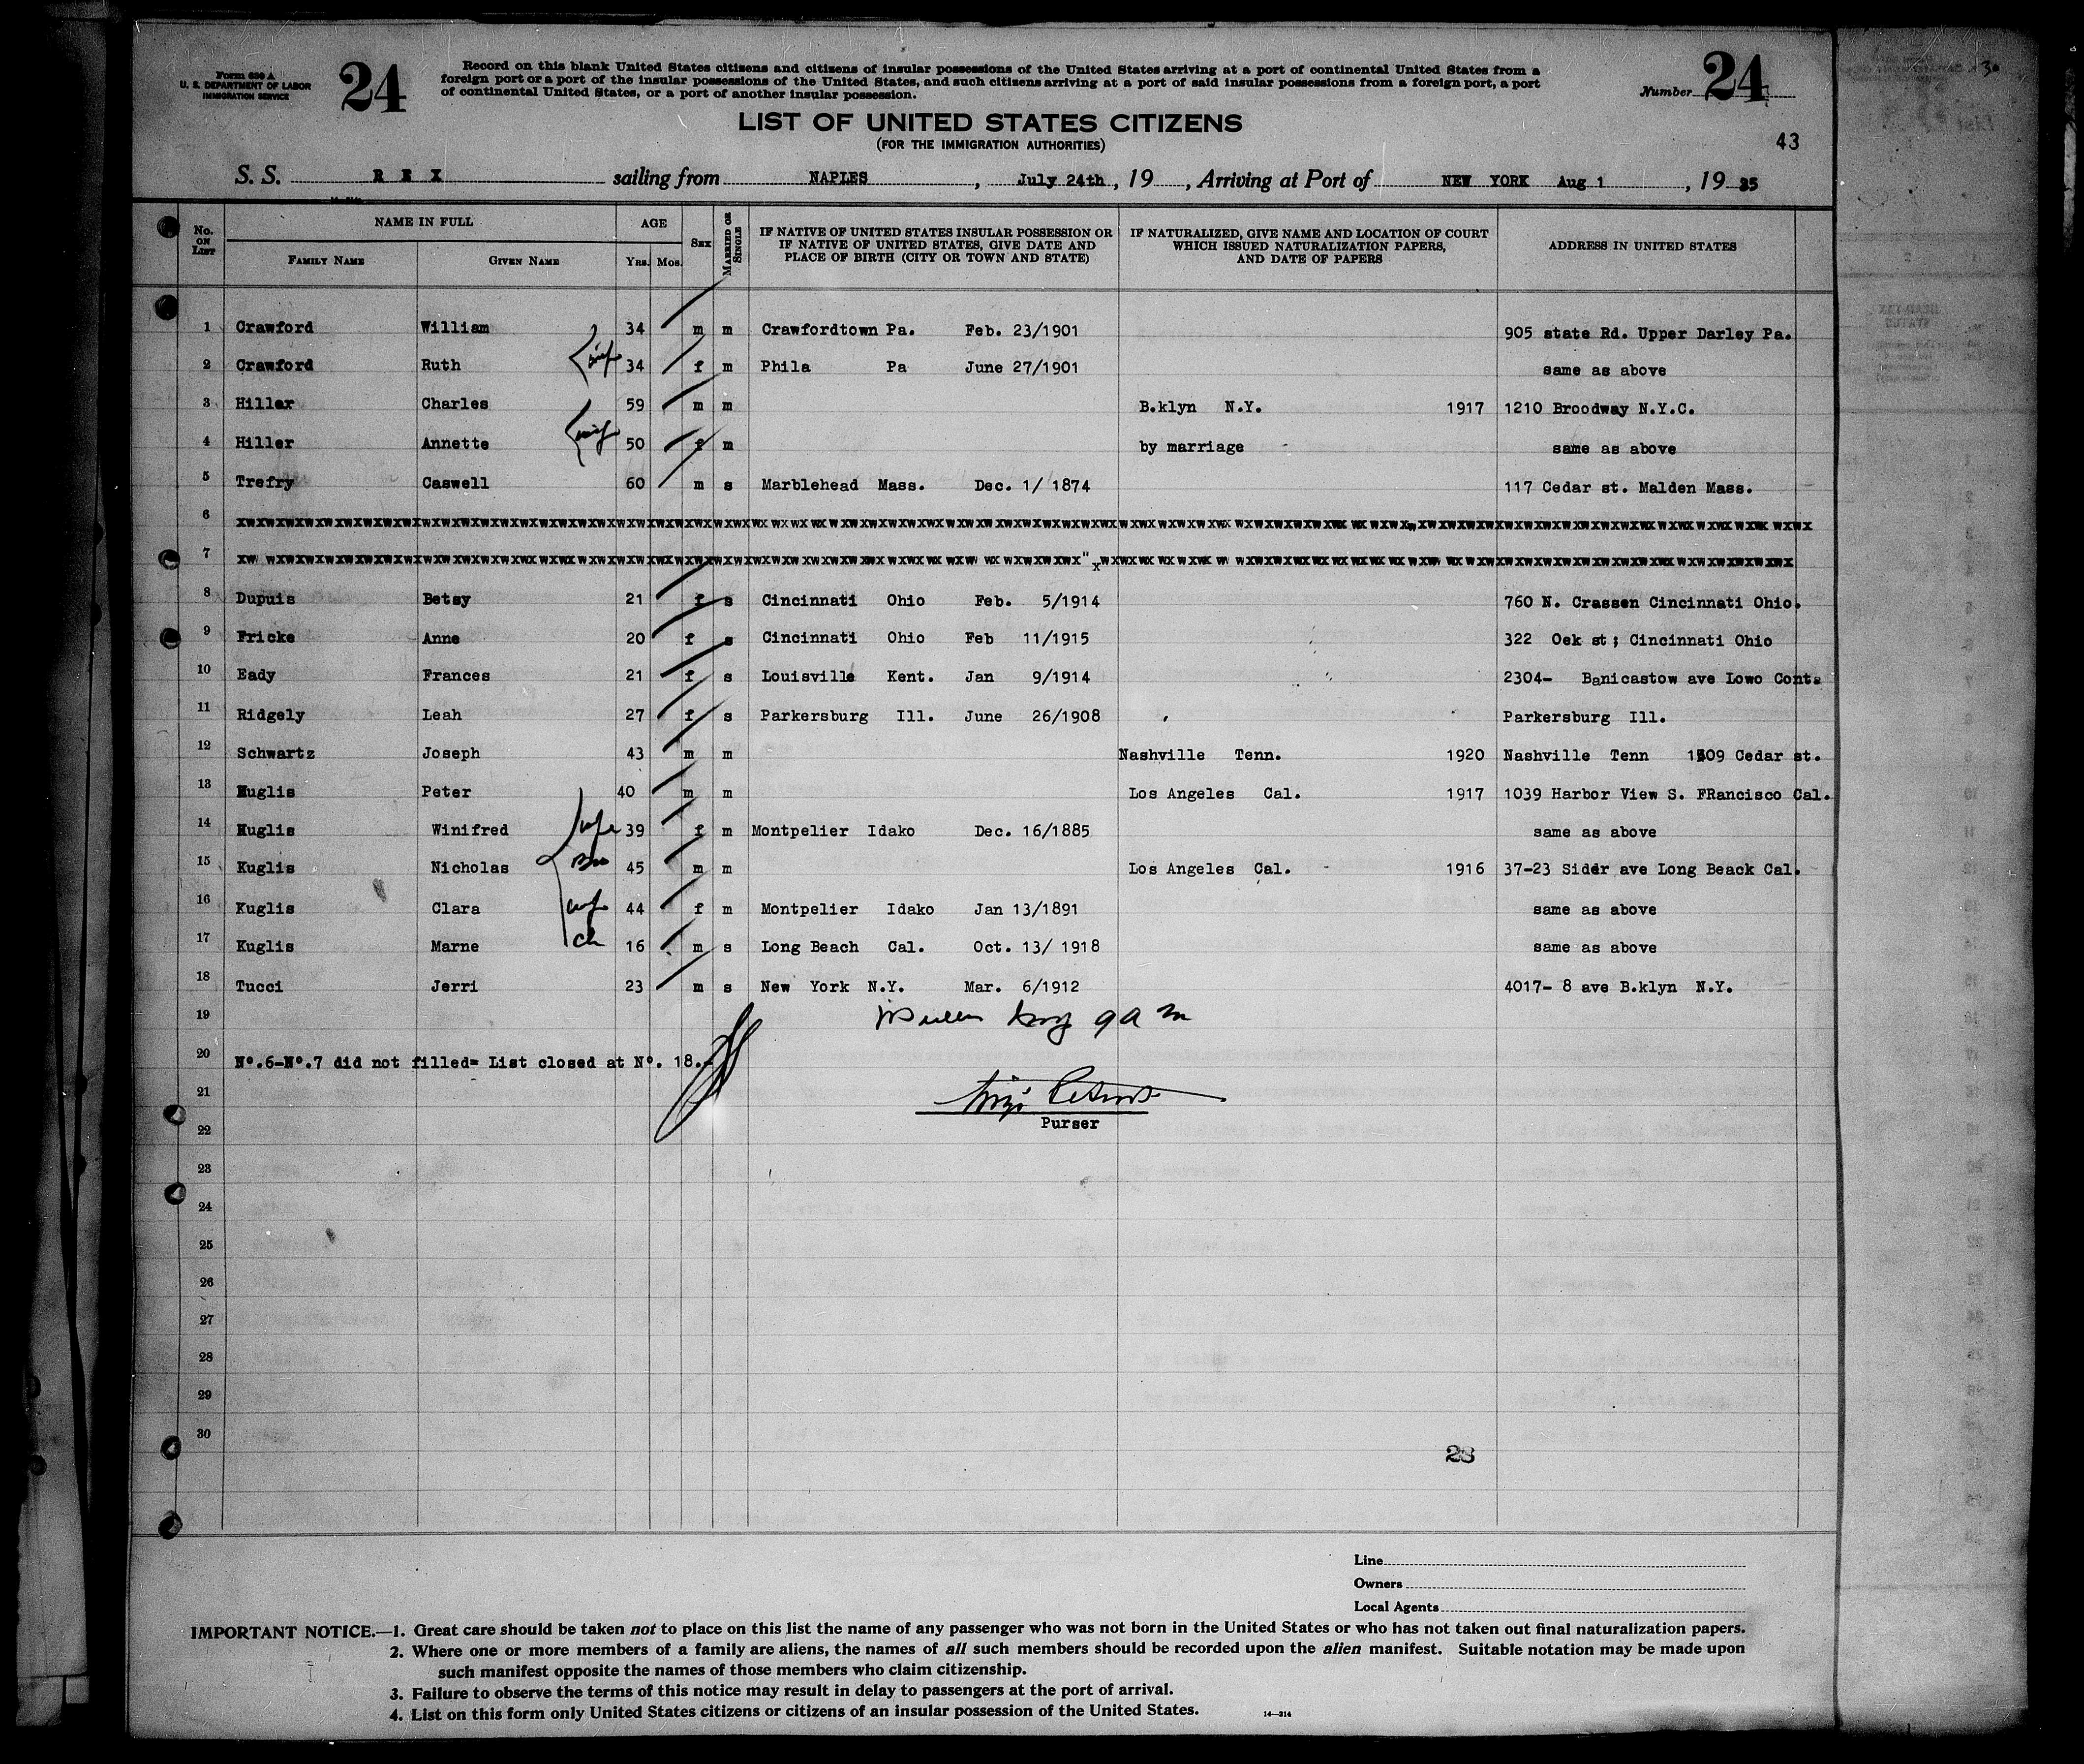 Form 630 A
U. S. DEPARTMENT OF LABOR
IMMIGRATION SERVICE
24
Record on this blank United States citizens and citizens of insular possessions of the United States arriving at a port of continental United States from a
foreign port or a port of the insular possessions of the United States, and such citizens arriving at a port of said insular possessions from a foreign port, a port
of continental United States, or a port of another insular possession.
Number 24
LIST OF UNITED STATES CITIZENS
(FOR THE IMMIGRATION AUTHORITIES)
43
S. S. R E X sailing from NAPLES, July 24th, 19, Arriving at Port of NEW YORK Aug 1, 19 35
No. ON LIST NAME IN FULL FAMILY NAME GIVEN NAME AGE YRS. MOS. SEX MARRIED OR SINGLE IF NATIVE OF UNITED STATES INSULAR POSSESSION OR IF NATIVE OF UNITED STATES, GIVE DATE AND PLACE OF BIRTH (CITY OR TOWN AND STATE) IF NATURALIZED, GIVE NAME AND LOCATION OF COURT WHICH ISSUED NATURALIZATION PAPERS, AND DATE OF PAPERS ADDRESS IN UNITED STATES
1 Crawford William 34 m m Crawfordtown Pa. Feb. 23/1901 905 state Rd. Upper Darley Pa.
2 Crawford Ruth wife 34 f m Phila Pa June 27/1901 same as above
3 Hiller Charles 59 m m B.klyn N.Y. 1917 1210 Broodway N.Y.C.
4 Hiller Annette wife 50 f m by marriage same as above
5 Trefry Caswell 60 m s Marblehead Mass. Dec. 1/ 1874 117 Cedar st. Malden Mass.
6
7
8 Dupuis Betsy 21 f s Cincinnati Ohio Feb. 5/1914 760 N. Crassen Cincinnati Ohio.
9 Fricke Anne 20 f s Cincinnati Ohio Feb 11/1915 322 Oek st; Cincinnati Ohio
10 Eady Frances 21 f s Louisville Kent. Jan 9/1914 2304- Banicastow ave Lowo Cont.
11 Ridgely Leah 27 f s Parkersburg Ill. June 26/1908 Parkersburg Ill.
12 Schwartz Joseph 43 m m Nashville Tenn. 1920 Nashville Tenn 1509 Cedar st.
13 Kuglis Peter 40 m m Los Angeles Cal. 1917 1039 Harbor View S. FRancisco Cal.
14 Kuglis Winifred wife 39 f m Montpelier Idako Dec. 16/1885 same as above
15 Kuglis Nicholas Bro 45 m m Los Angeles Cal. 1916 37-23 Sider ave Long Beack Cal.
16 Kuglis Clara wife 44 f m Montpelier Idako Jan 13/1891 same as above
17 Kuglis Marne Ch 16 m s Long Beach Cal. Oct. 13/ 1918 same as above
18 Tucci Jerri 23 m s New York N.Y. Mar. 6/1912 4017- 8 ave B.klyn N.Y.
19
20 Nº.6-Nº.7 did not filled= List closed at Nº. 18.-
21
22 Purser
23
24
25
26
27
28
29
30
28
Line
Owners
Local Agents
IMPORTANT NOTICE.—1. Great care should be taken not to place on this list the name of any passenger who was not born in the United States or who has not taken out final naturalization papers.
2. Where one or more members of a family are aliens, the names of all such members should be recorded upon the alien manifest. Suitable notation may be made upon
such manifest opposite the names of those members who claim citizenship.
3. Failure to observe the terms of this notice may result in delay to passengers at the port of arrival.
4. List on this form only United States citizens or citizens of an insular possession of the United States.
14—314